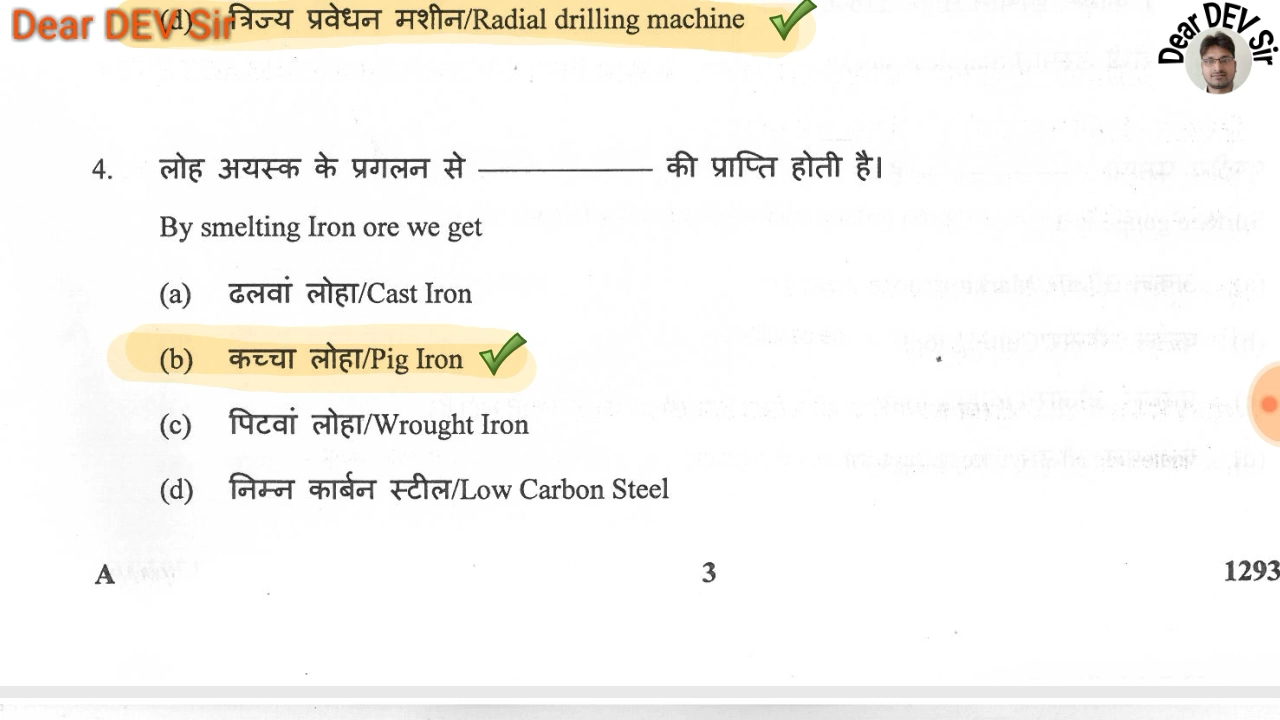 Dear DEV Sir
(d) त्रिज्य प्रवेधन मशीन/Radial drilling machine
Dear DEV Sir
4. लोह अयस्क के प्रगलन से ____________ की प्राप्ति होती है।
By smelting Iron ore we get
(a) ढलवां लोहा/Cast Iron
(b) कच्चा लोहा/Pig Iron
(c) पिटवां लोहा/Wrought Iron
(d) निम्न कार्बन स्टील/Low Carbon Steel
A 3 1293